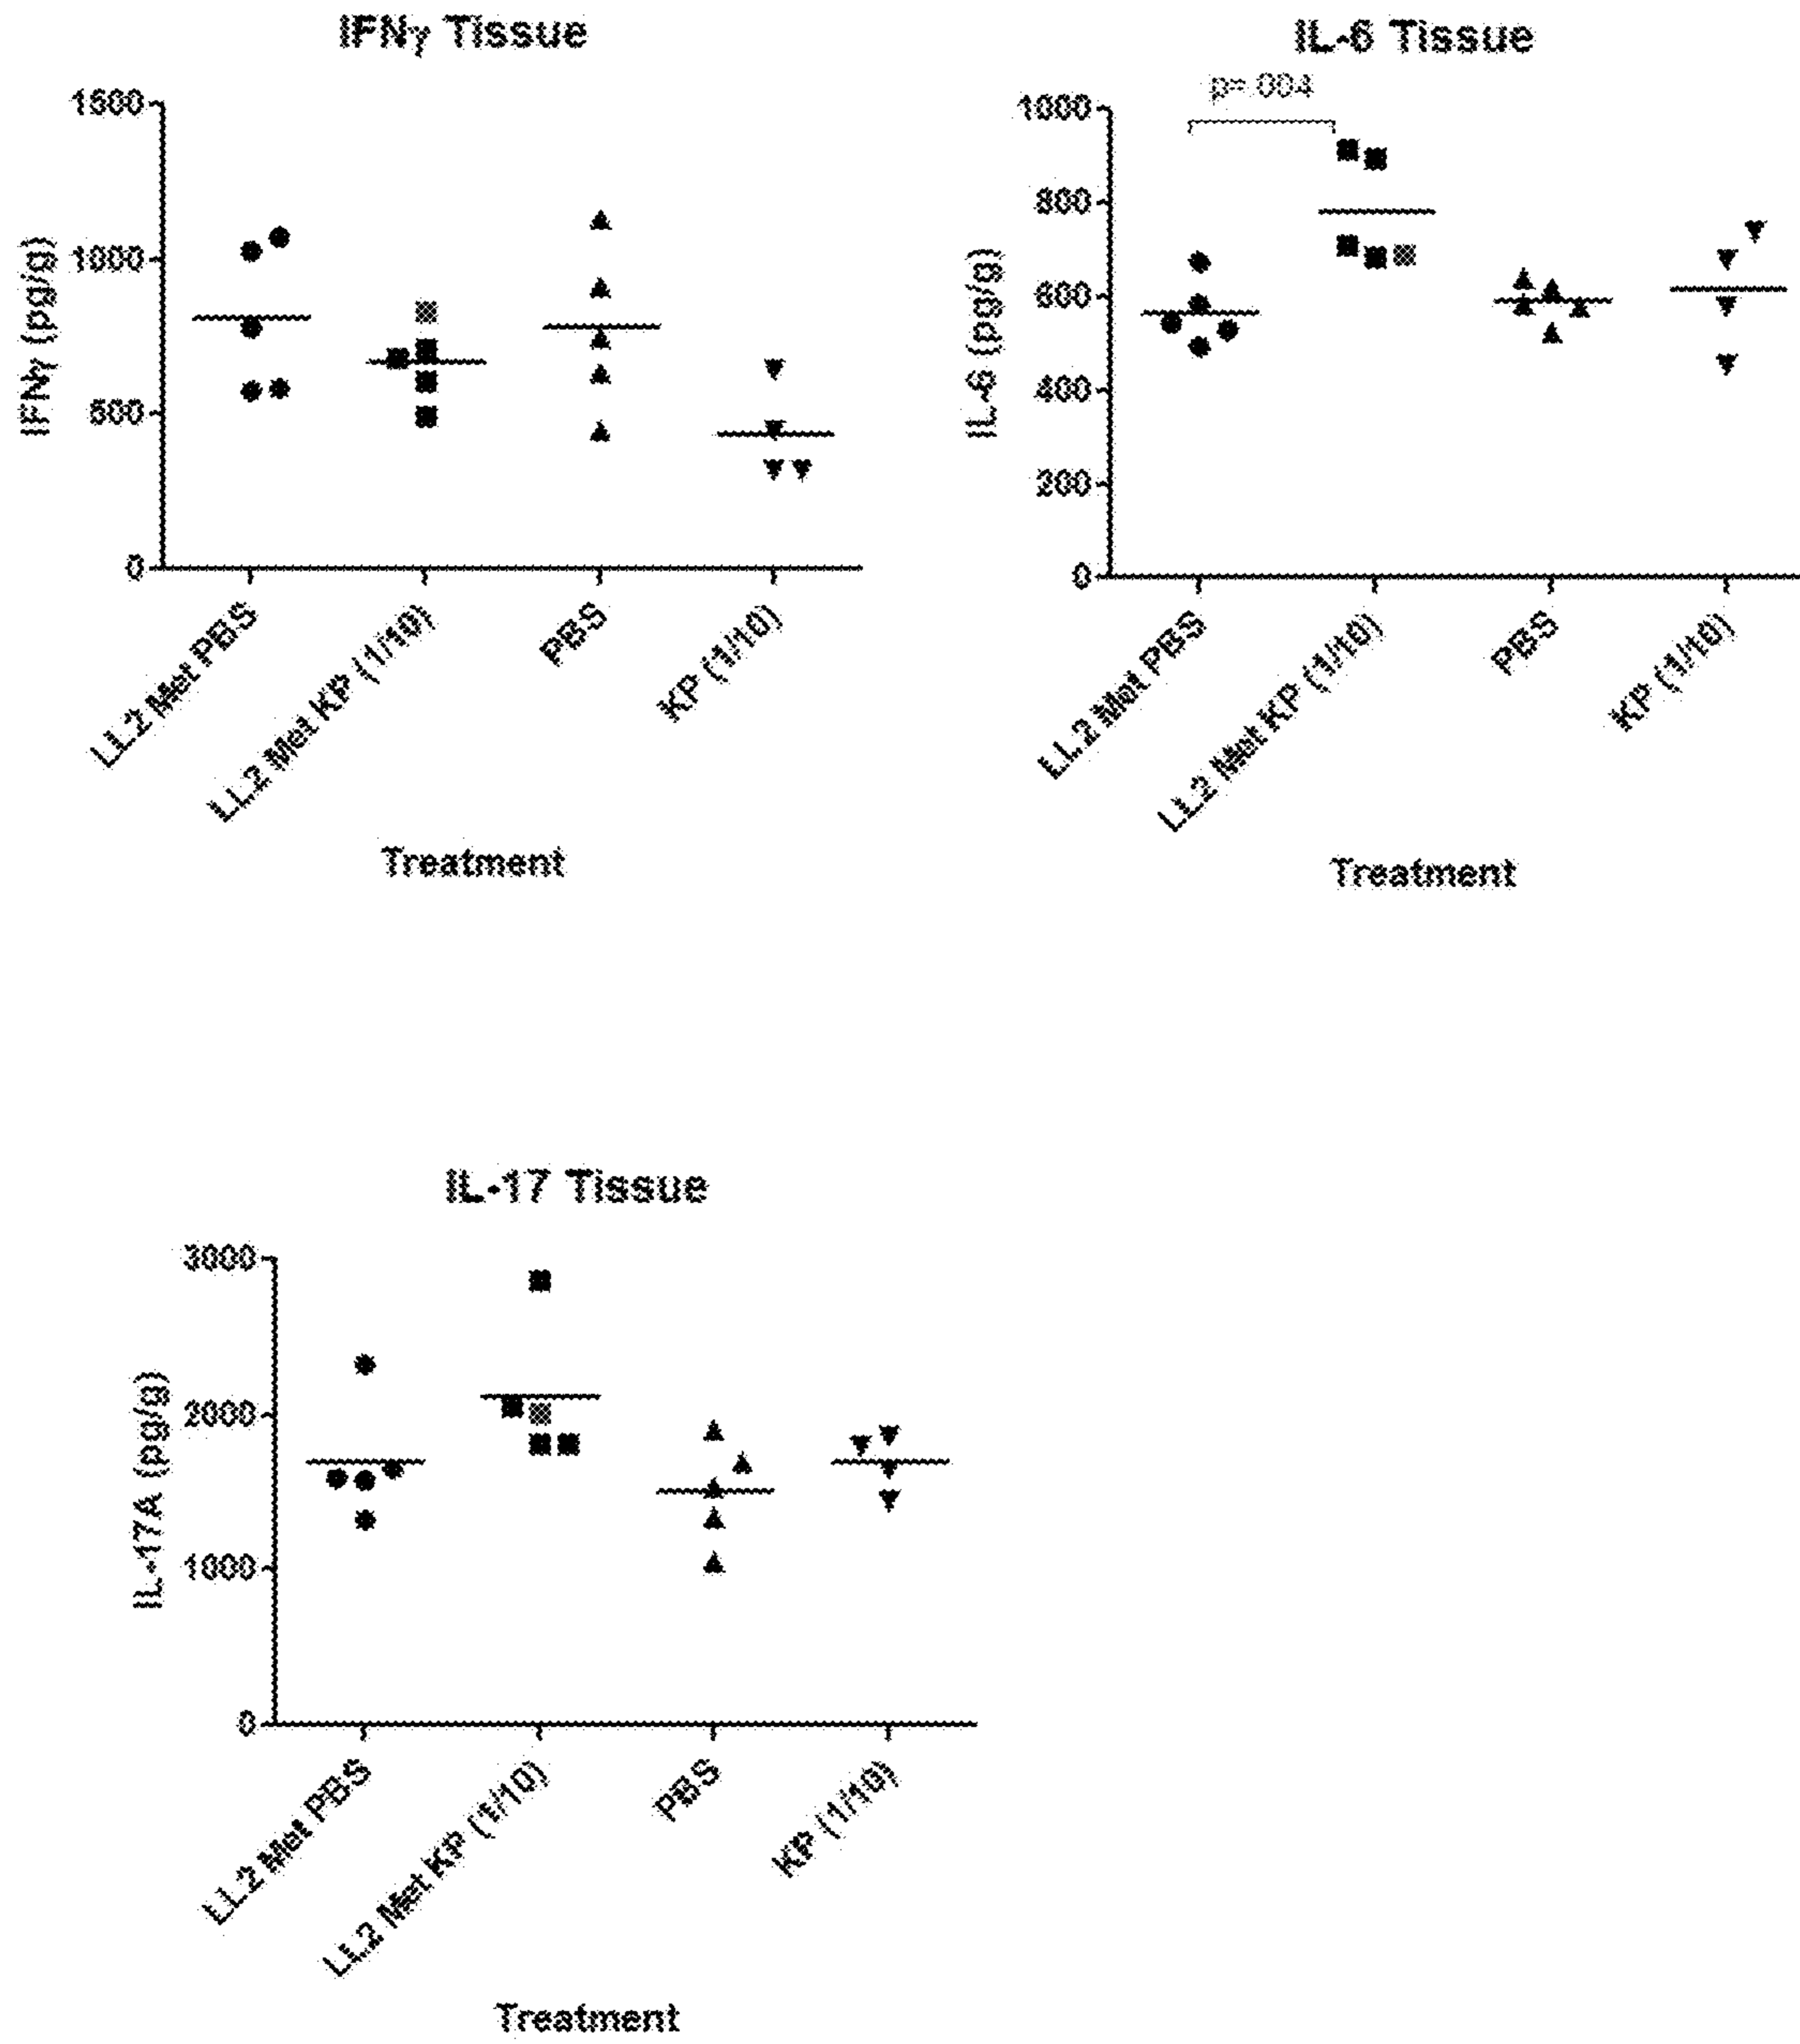 IFNγ Tissue
IFNγ (pg/g)
1500
1000
500
0
LL2 Met PBS
LL2 Met KP (1/10)
PBS
KP (1/10)
Treatment
IL-6 Tissue
p=.004
IL-6 (pg/g)
1000
800
600
400
200
0
LL2 Met PBS
LL2 Met KP (1/10)
PBS
KP (1/10)
Treatment
IL-17 Tissue
IL-17A (pg/g)
3000
2000
1000
0
LL2 Met PBS
LL2 Met KP (1/10)
PBS
KP (1/10)
Treatment